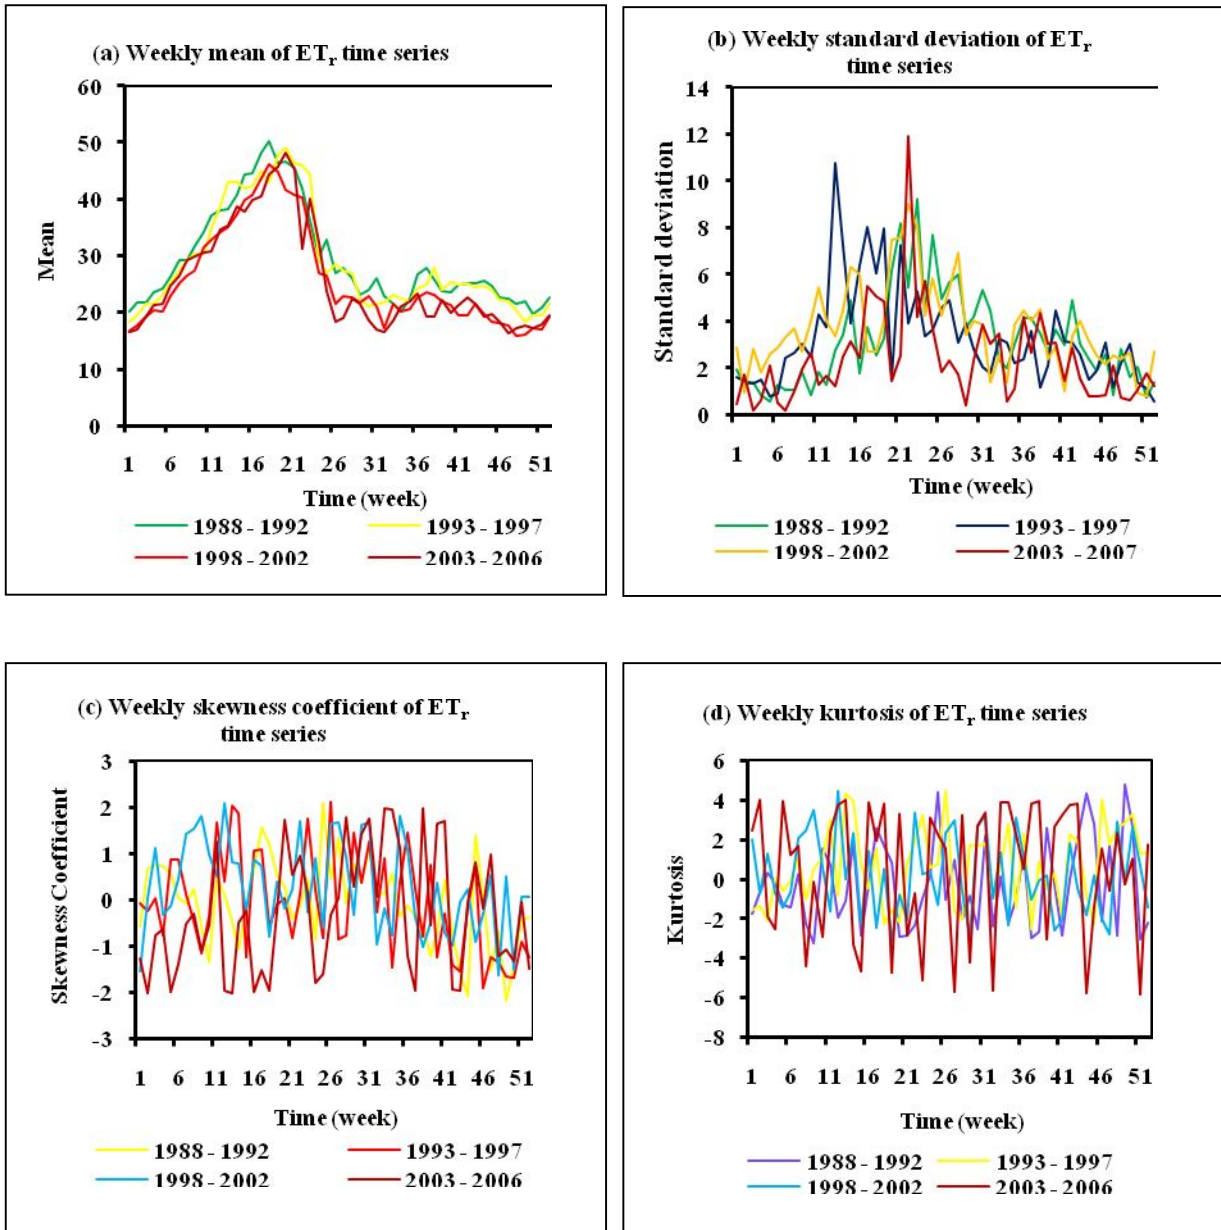 (a) Weekly mean of ETr time series
60
50
40
30
20
10
0
Mean
1 6 11 16 21 26 31 36 41 46 51
Time (week)
1988 - 1992 1993 - 1997
1998 - 2002 2003 - 2006
(b) Weekly standard deviation of ETr
time series
14
12
10
8
6
4
2
0
Standard deviation
1 6 11 16 21 26 31 36 41 46 51
Time (week)
1988 - 1992 1993 - 1997
1998 - 2002 2003 - 2007
(c) Weekly skewness coefficient of ETr
time series
3
2
1
0
-1
-2
-3
Skewness Coefficient
1 6 11 16 21 26 31 36 41 46 51
Time (week)
1988 - 1992 1993 - 1997
1998 - 2002 2003 - 2006
(d) Weekly kurtosis of ETr time series
6
4
2
0
-2
-4
-6
-8
Kurtosis
1 6 11 16 21 26 31 36 41 46 51
Time (week)
1988 - 1992 1993 - 1997
1998 - 2002 2003 - 2006